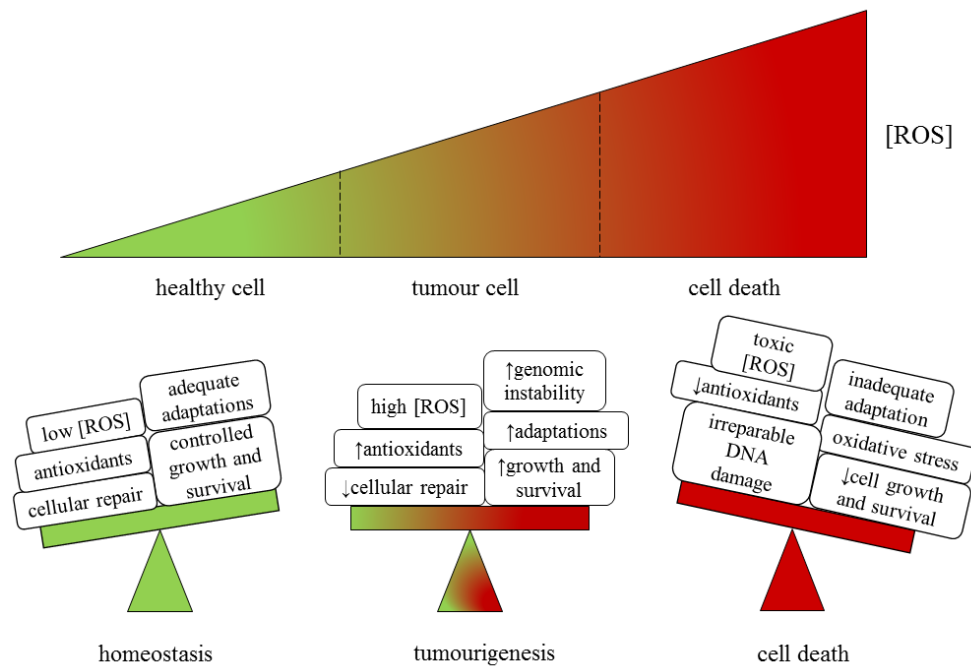 [ROS]
healthy cell
tumour cell
cell death
low [ROS]
antioxidants
cellular repair
adequate
adaptations
controlled
growth and
survival
homeostasis
high [ROS]
↑antioxidants
↓cellular repair
↑genomic
instability
↑adaptations
↑growth and
survival
tumourigenesis
toxic
[ROS]
↓antioxidants
irreparable
DNA
damage
inadequate
adaptation
oxidative stress
↓cell growth
and survival
cell death